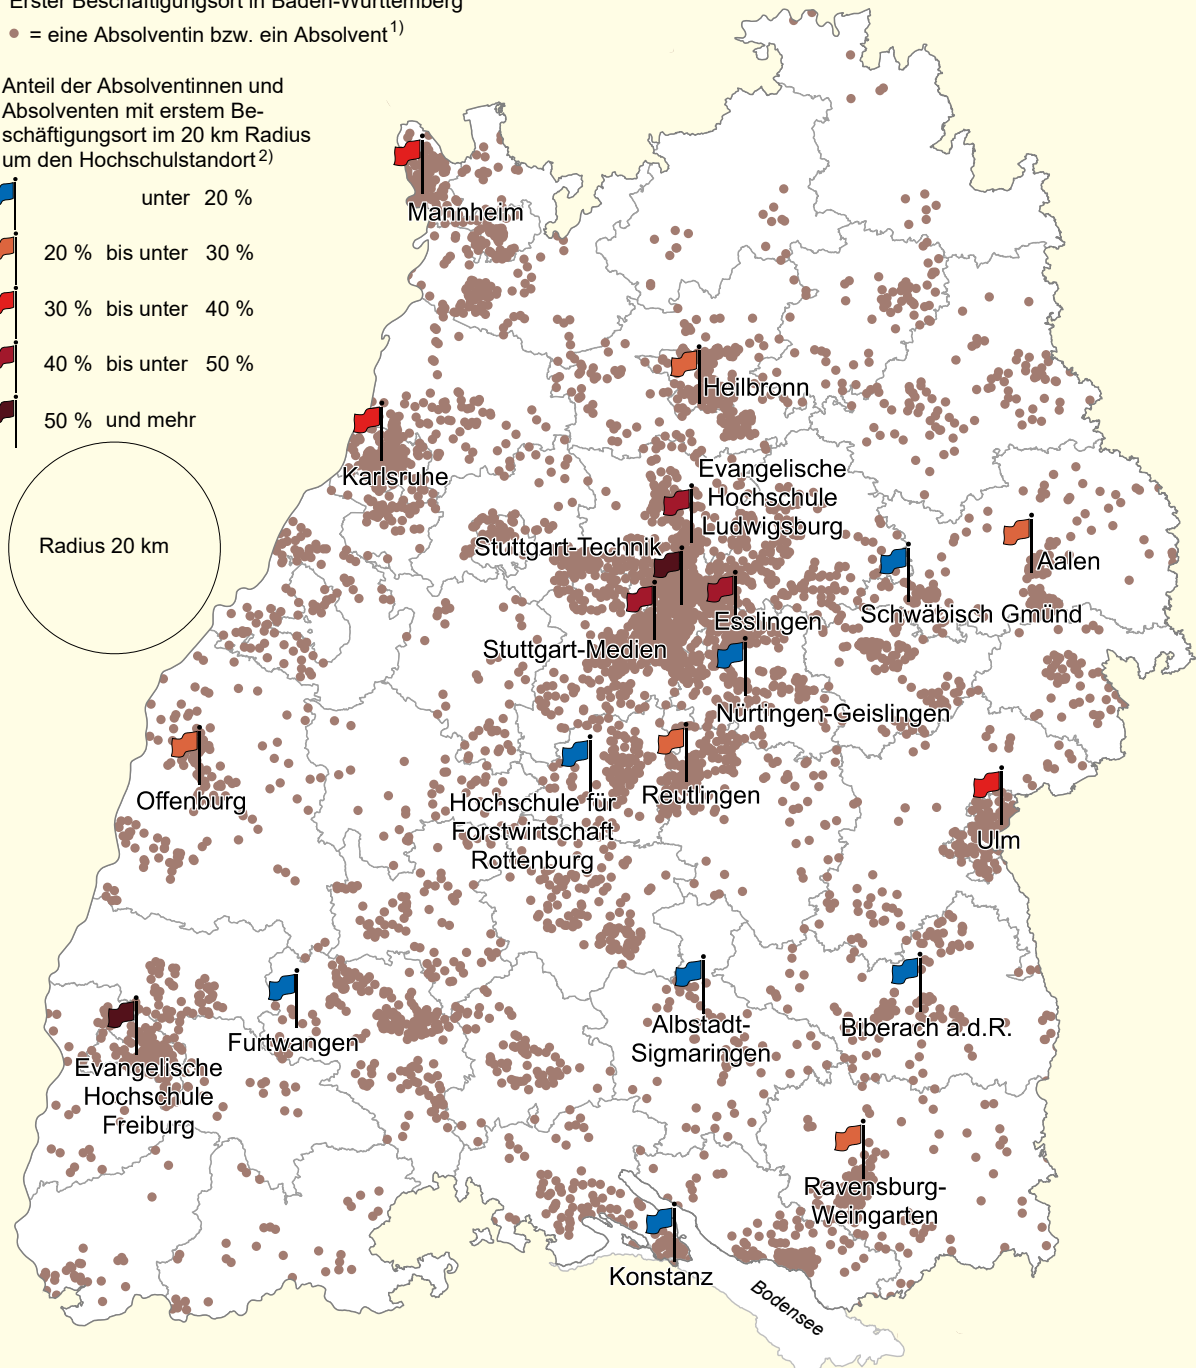 Erster Beschäftigungsort in Baden-Württemberg
= eine Absolventin bzw. ein Absolvent 1)
Anteil der Absolventinnen und
Absolventen mit erstem Be-
schäftigungsort im 20 km Radius
um den Hochschulstandort 2)
unter 20 %
20 % bis unter 30 %
30 % bis unter 40 %
40 % bis unter 50 %
50 % und mehr
Radius 20 km
Mannheim
Heilbronn
Karlsruhe
Evangelische
Hochschule
Ludwigsburg
Stuttgart-Technik
Aalen
Schwäbisch Gmünd
Esslingen
Stuttgart-Medien
Nürtingen-Geislingen
Offenburg
Hochschule für
Forstwirtschaft
Rottenburg
Reutlingen
Ulm
Albstadt-
Sigmaringen
Biberach a.d.R.
Furtwangen
Evangelische
Hochschule
Freiburg
Ravensburg-
Weingarten
Konstanz
Bodensee